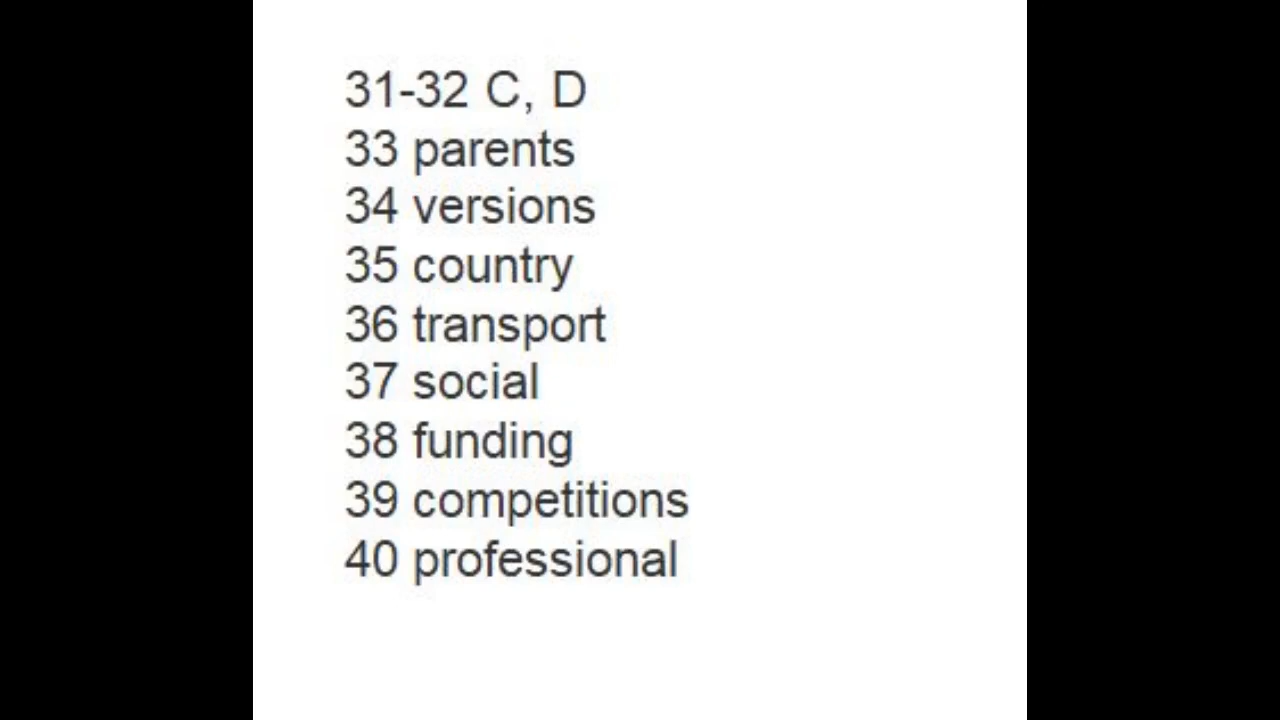 31-32 C, D
33 parents
34 versions
35 country
36 transport
37 social
38 funding
39 competitions
40 professional